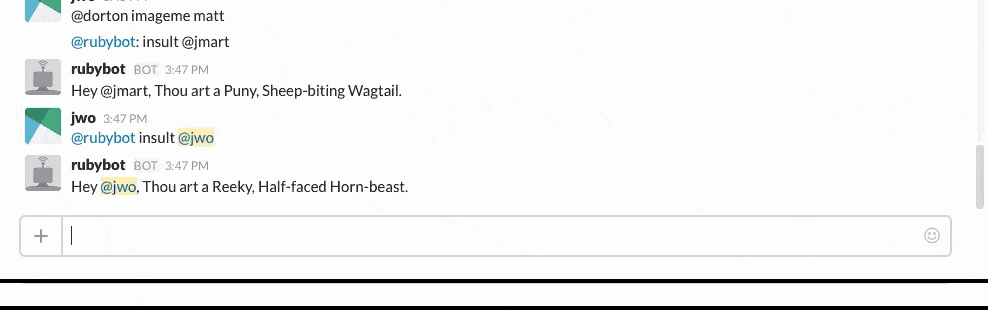 @dorton imageme matt
@rubybot: insult @jmart
rubybot BOT 3:47 PM
Hey @jmart, Thou art a Puny, Sheep-biting Wagtail.
jwo 3:47 PM
@rubybot insult @jwo
rubybot BOT 3:47 PM
Hey @jwo, Thou art a Reeky, Half-faced Horn-beast.